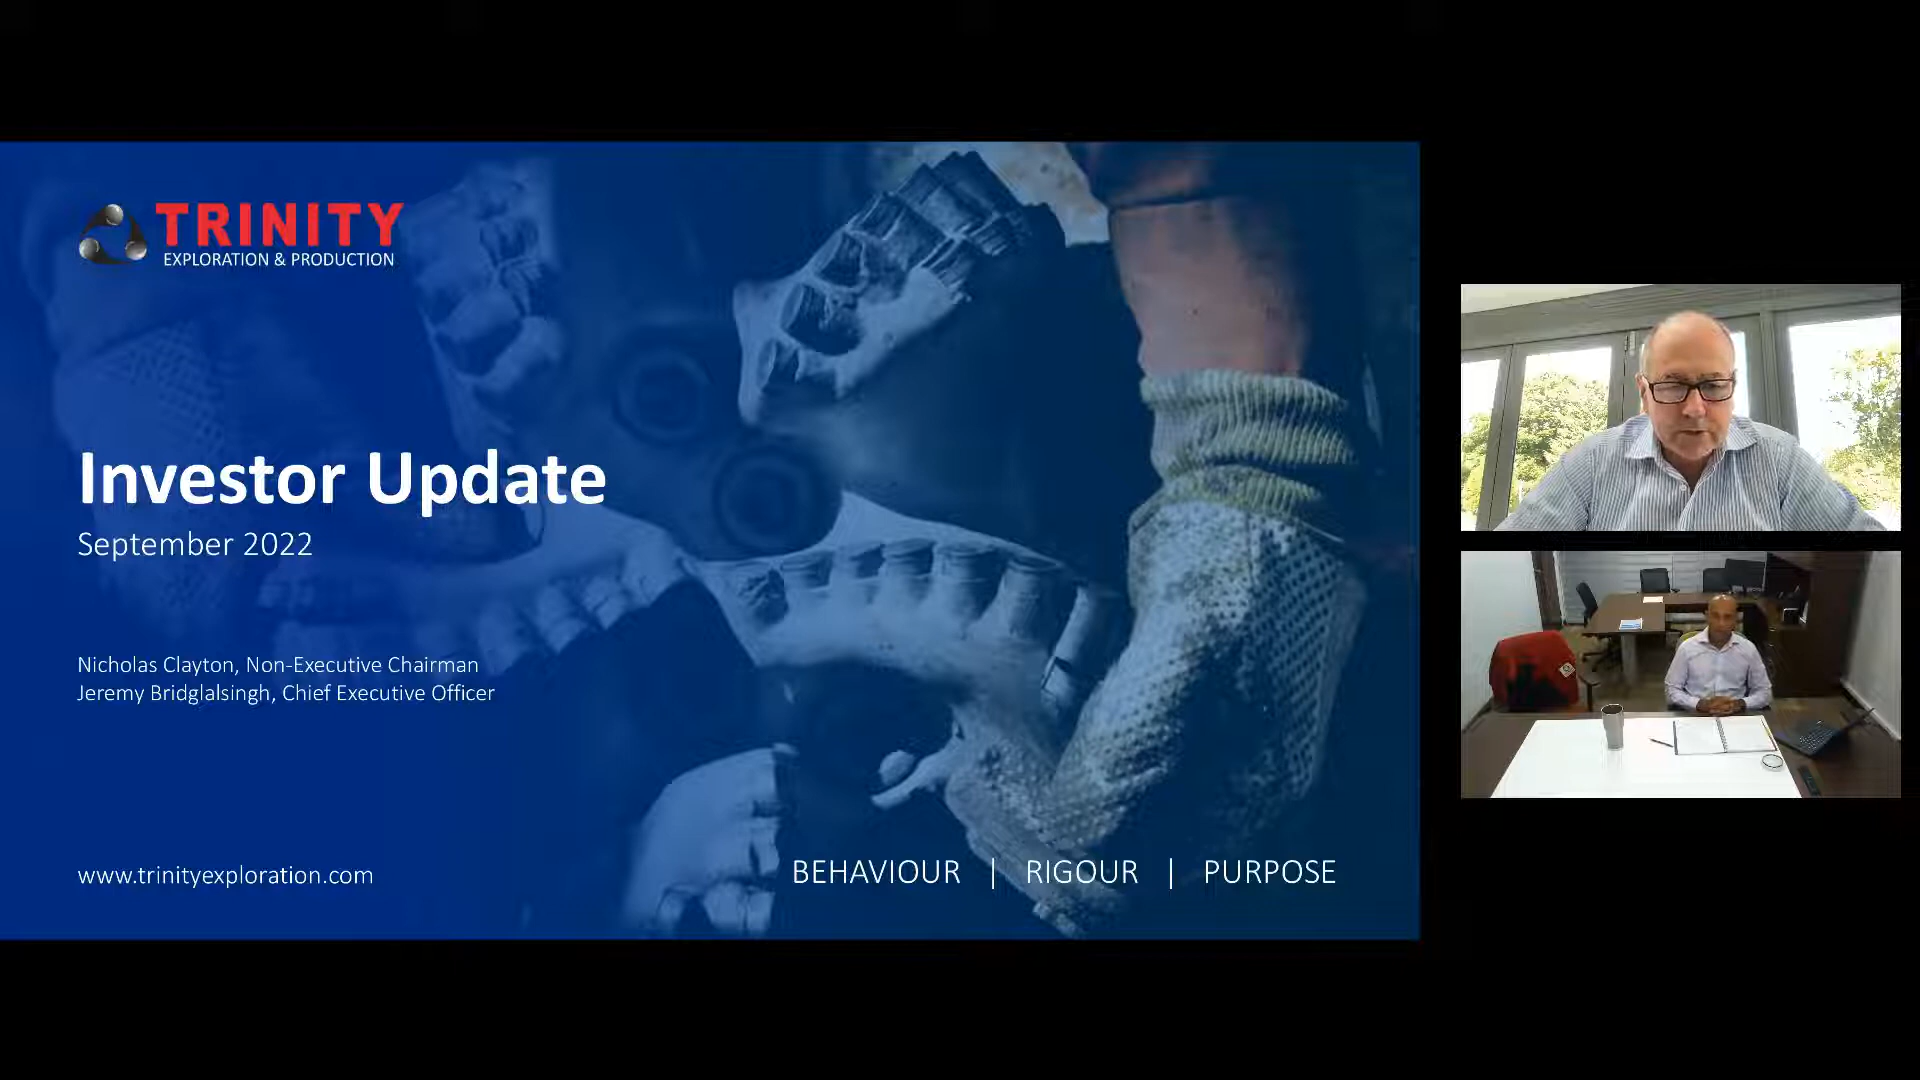 TRINITY
EXPLORATION & PRODUCTION
Investor Update
September 2022
Nicholas Clayton, Non-Executive Chairman
Jeremy Bridglalsingh, Chief Executive Officer
www.trinityexploration.com
BEHAVIOUR | RIGOUR | PURPOSE